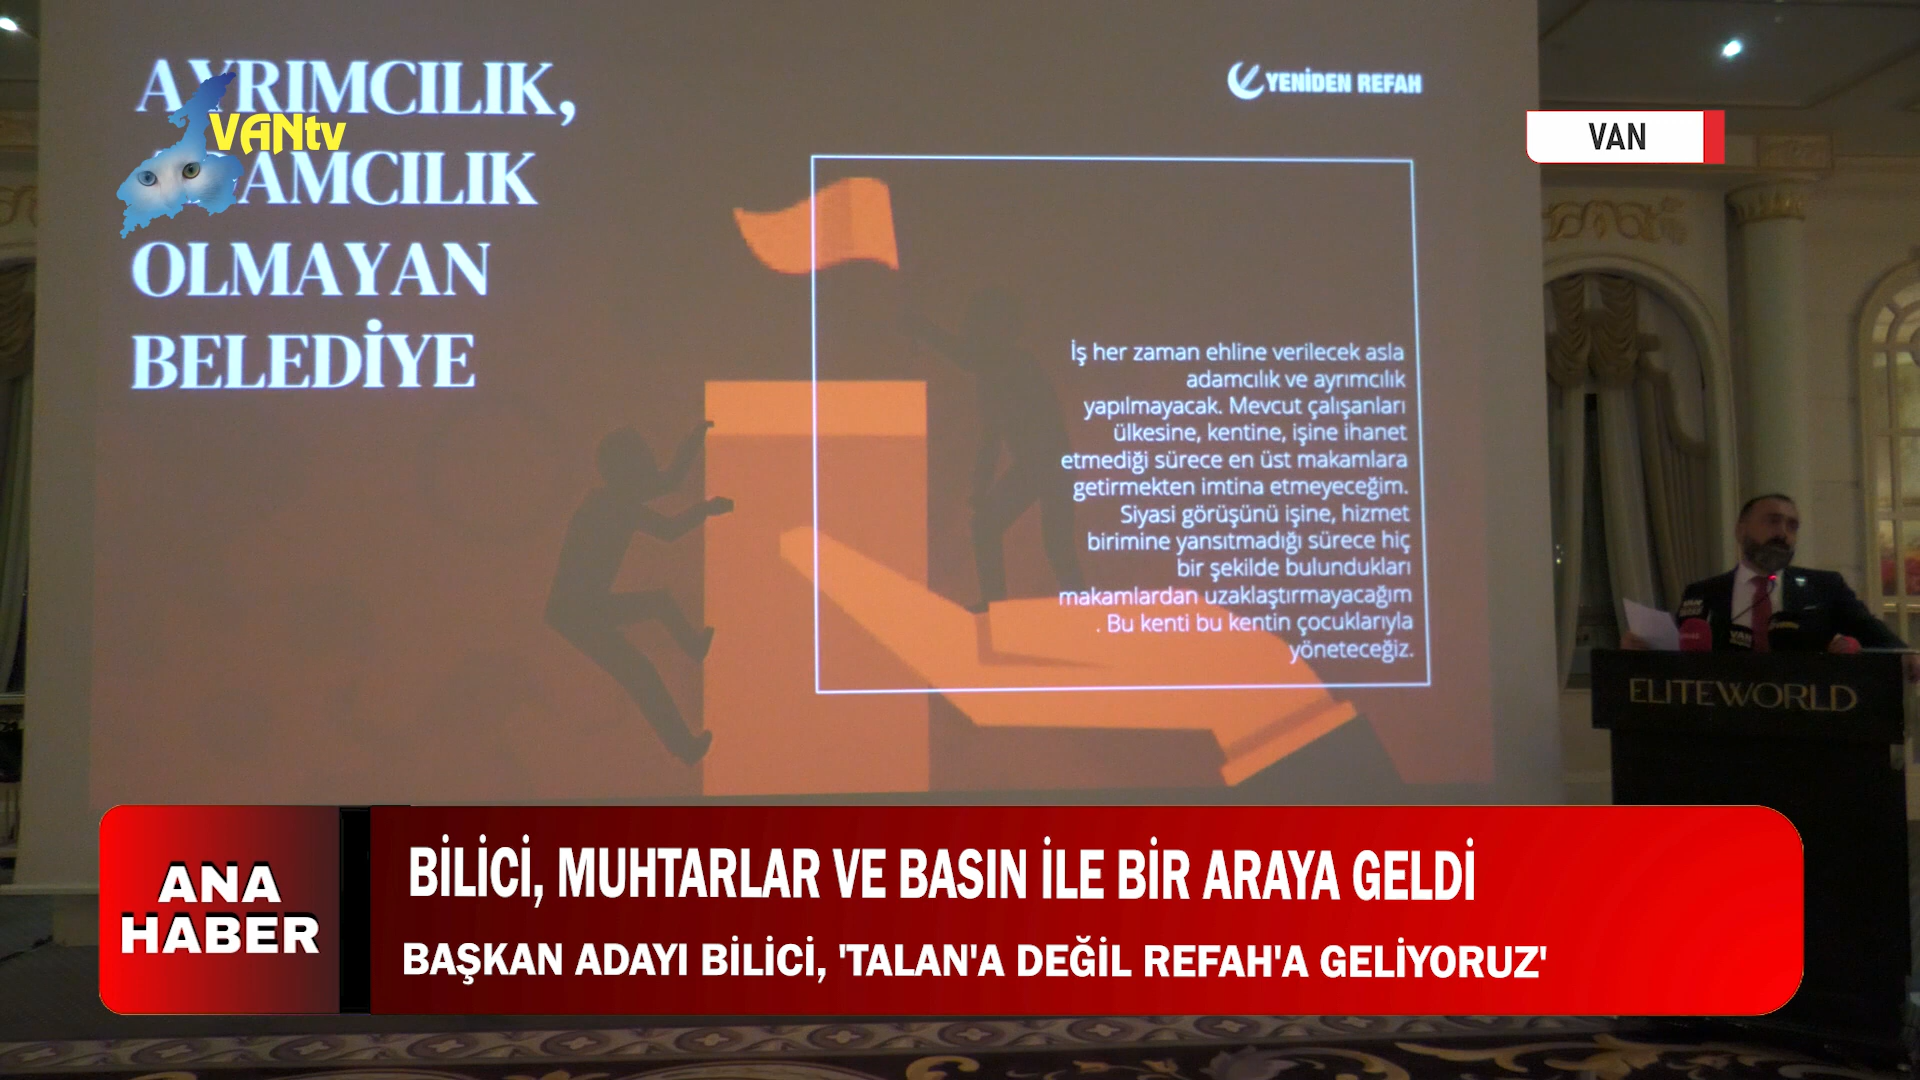 AYRIMCILIK,
VANtv
OLMAYAN
BELEDİYE
YENİDEN REFAH
VAN
İş her zaman ehline verilecek asla
adamcılık ve ayrımcılık
yapılmayacak. Mevcut çalışanları
ülkesine, kentine, işine ihanet
etmediği sürece en üst makamlara
getirmekten imtina etmeyeceğim.
Siyasi görüşünü işine, hizmet
birimine yansıtmadığı sürece hiç
bir şekilde bulundukları
makamlardan uzaklaştırmayacağım
. Bu kenti bu kentin çocuklarıyla
yöneteceğiz.
VAN
ELITE WORLD
ANA
HABER
BİLİCİ, MUHTARLAR VE BASIN İLE BİR ARAYA GELDİ
BAŞKAN ADAYI BİLİCİ, 'TALAN'A DEĞİL REFAH'A GELİYORUZ'